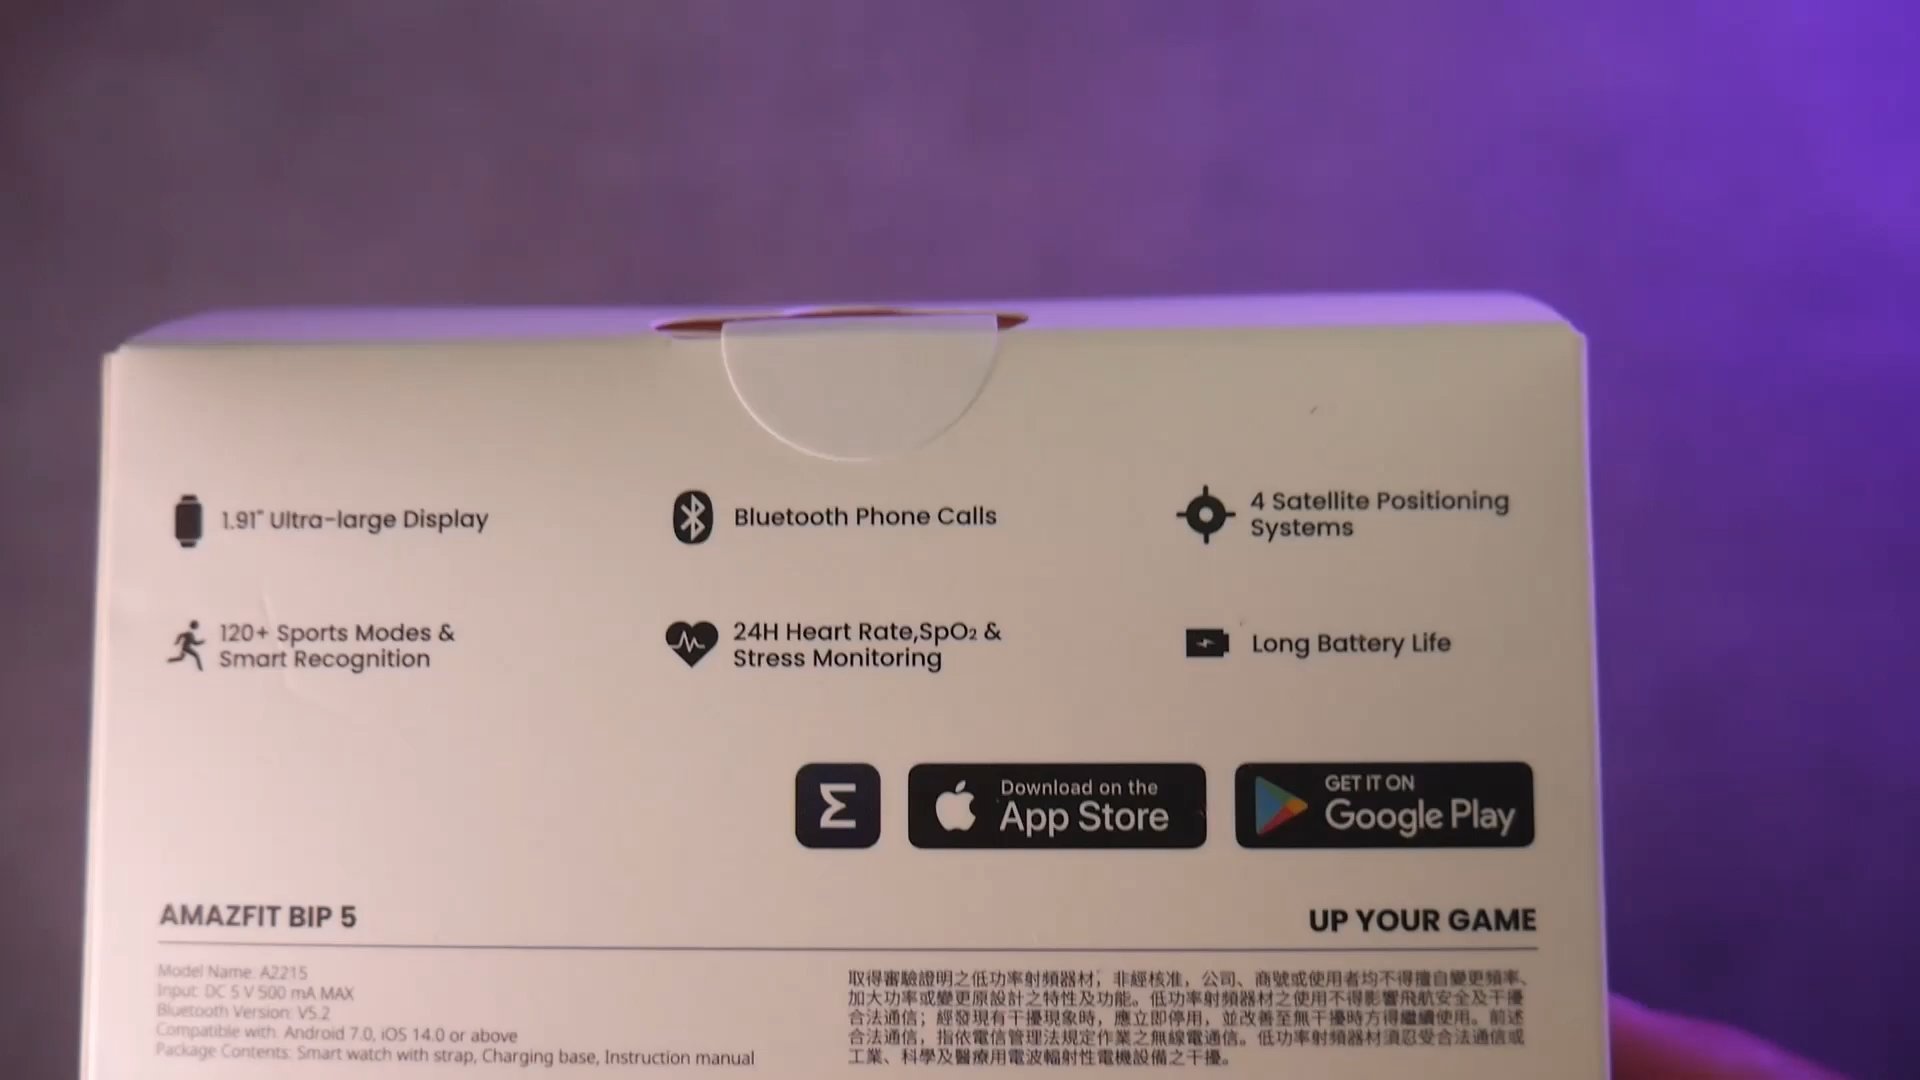 1.91" Ultra-large Display
Bluetooth Phone Calls
4 Satellite Positioning
Systems
120+ Sports Modes &
Smart Recognition
24H Heart Rate,SpO₂ &
Stress Monitoring
Long Battery Life
Download on the
App Store
GET IT ON
Google Play
AMAZFIT BIP 5
UP YOUR GAME
Model Name: A2215
Input: DC 5 V 500 mA MAX
Bluetooth Version: V5.2
Compatible with: Android 7.0, iOS 14.0 or above
Package Contents: Smart watch with strap, Charging base, Instruction manual
取得審驗證明之低功率射頻器材，非經核准，公司、商號或使用者均不得擅自變更頻率、
加大功率或變更原設計之特性及功能。低功率射頻器材之使用不得影響飛航安全及干擾
合法通信；經發現有干擾現象時，應立即停用，並改善至無干擾時方得繼續使用。前述
合法通信，指依電信管理法規定作業之無線電通信。低功率射頻器材須忍受合法通信或
工業、科學及醫療用電波輻射性電機設備之干擾。